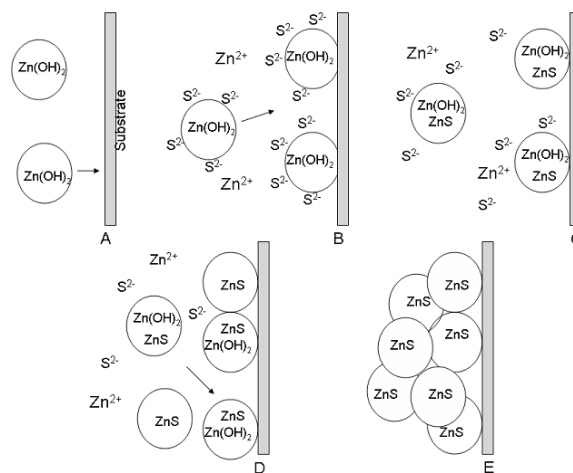 Zn(OH)₂
Zn(OH)₂
Substrate
A
S²⁻ S²⁻
Zn²⁺
S²⁻
Zn(OH)₂
S²⁻ S²⁻
S²⁻
Zn(OH)₂
S²⁻
S²⁻
S²⁻
Zn(OH)₂
Zn²⁺
S²⁻
S²⁻
B
S²⁻
Zn²⁺
S²⁻
Zn(OH)₂
ZnS
S²⁻
Zn(OH)₂
ZnS
S²⁻
S²⁻
S²⁻
Zn(OH)₂
ZnS
Zn²⁺
S²⁻
Zn²⁺
S²⁻
ZnS
Zn(OH)₂
ZnS
S²⁻
ZnS
Zn(OH)₂
S²⁻
Zn²⁺
ZnS
ZnS
Zn(OH)₂
D
ZnS
ZnS
ZnS
ZnS
ZnS
ZnS
ZnS
E